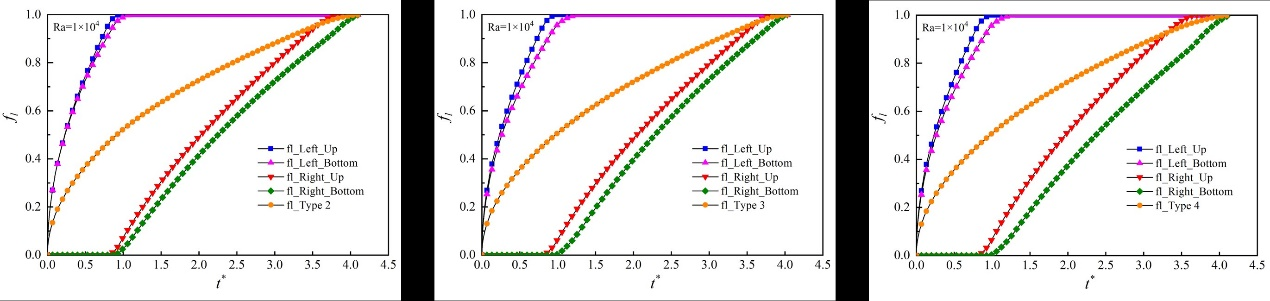 Ra=1×10⁴
1.0
0.8
0.6
0.4
0.2
0.0
fₗ
fl_Left_Up
fl_Left_Bottom
fl_Right_Up
fl_Right_Bottom
fl_Type 2
0.0 0.5 1.0 1.5 2.0 2.5 3.0 3.5 4.0 4.5
t*
Ra=1×10⁴
1.0
0.8
0.6
0.4
0.2
0.0
fₗ
fl_Left_Up
fl_Left_Bottom
fl_Right_Up
fl_Right_Bottom
fl_Type 3
0.0 0.5 1.0 1.5 2.0 2.5 3.0 3.5 4.0 4.5
t*
Ra=1×10⁴
1.0
0.8
0.6
0.4
0.2
0.0
fₗ
fl_Left_Up
fl_Left_Bottom
fl_Right_Up
fl_Right_Bottom
fl_Type 4
0.0 0.5 1.0 1.5 2.0 2.5 3.0 3.5 4.0 4.5
t*